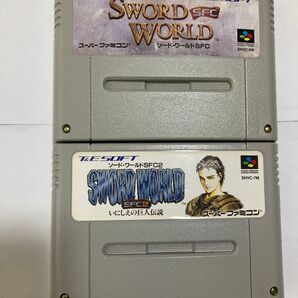 SWORD SFC
WORLD
スーパーファミコン
ソード・ワールドSFC
T&E SOFT
ソード・ワールドSFC2
SWORD WORLD
SFC2
いにしえの巨人伝説
スーパーファミコン
SHVC-7M